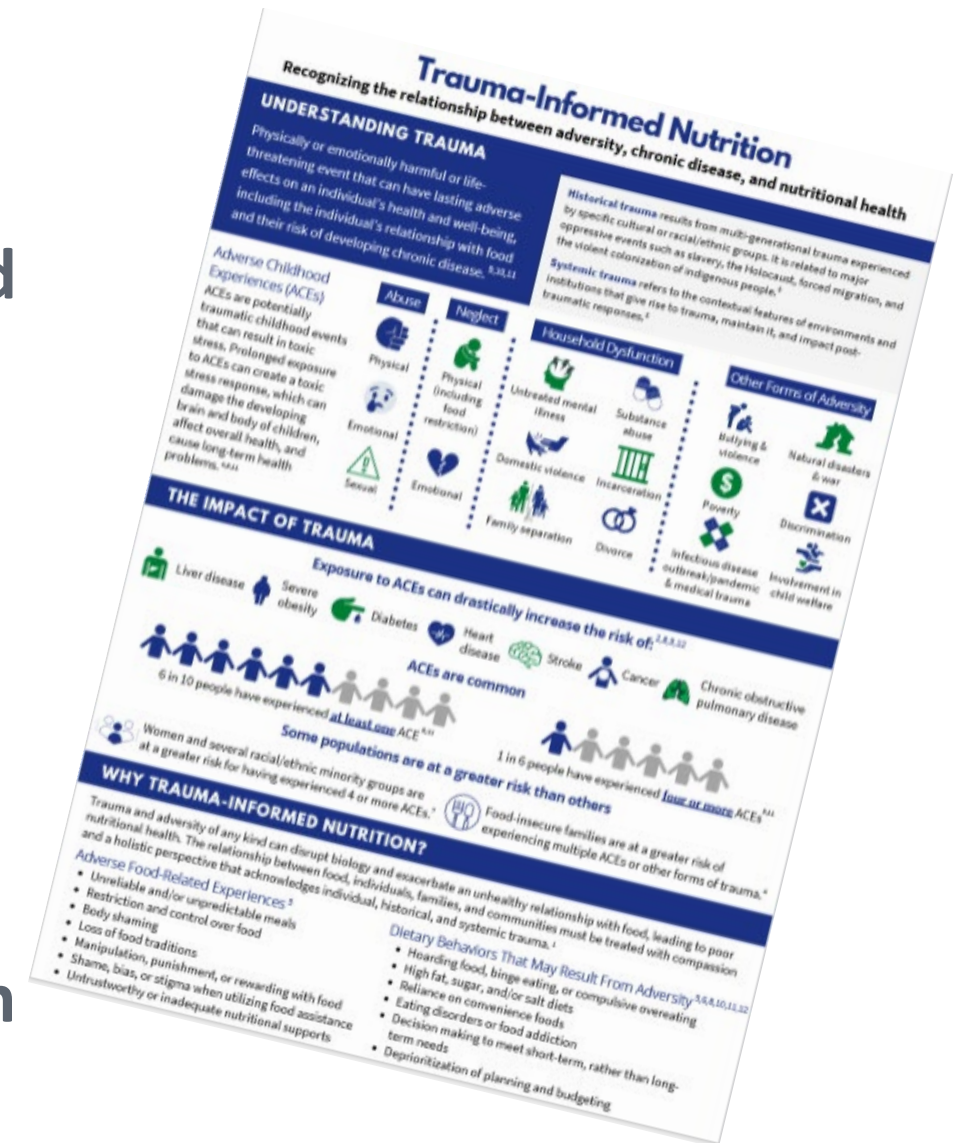 d
n
Trauma-Informed Nutrition
Recognizing the relationship between adversity, chronic disease, and nutritional health
UNDERSTANDING TRAUMA
Physically or emotionally harmful or life-
threatening event that can have lasting adverse
effects on an individual's health and well-being,
including the individual's relationship with food
and their risk of developing chronic disease.
Historical trauma results from multi-generational trauma experienced
by specific cultural or racial/ethnic groups. It is related to major
oppressive events such as slavery, the Holocaust, forced migration, and
the violent colonization of indigenous people.
Systemic trauma refers to the contextual features of environments and
institutions that give rise to trauma, maintain it, and impact post-
traumatic responses.
Adverse Childhood
Experiences (ACEs)
ACEs are potentially
traumatic childhood events
that can result in toxic
stress. Prolonged exposure
to ACEs can create a toxic
stress response, which can
damage the developing
brain and body of children,
affect overall health, and
cause long-term health
problems.
Abuse
Physical
Emotional
Sexual
Neglect
Physical
(including
food
restriction)
Emotional
Household Dysfunction
Untreated mental
illness
Substance
abuse
Domestic violence
Incarceration
Family separation
Divorce
Other Forms of Adversity
Bullying &
violence
Natural disasters
& war
Poverty
Discrimination
Infectious disease
outbreak/pandemic
& medical trauma
Involvement in
child welfare
THE IMPACT OF TRAUMA
Exposure to ACEs can drastically increase the risk of:
Liver disease
Severe
obesity
Diabetes
Heart
disease
Stroke
Cancer
Chronic obstructive
pulmonary disease
ACEs are common
6 in 10 people have experienced at least one ACE
1 in 6 people have experienced four or more ACEs
Some populations are at a greater risk than others
Women and several racial/ethnic minority groups are
at a greater risk for having experienced 4 or more ACEs.
Food-insecure families are at a greater risk of
experiencing multiple ACEs or other forms of trauma.
WHY TRAUMA-INFORMED NUTRITION?
Trauma and adversity of any kind can disrupt biology and exacerbate an unhealthy relationship with food, leading to poor
nutritional health. The relationship between food, individuals, families, and communities must be treated with compassion
and a holistic perspective that acknowledges individual, historical, and systemic trauma.
Adverse Food-Related Experiences
• Unreliable and/or unpredictable meals
• Restriction and control over food
• Body shaming
• Loss of food traditions
• Manipulation, punishment, or rewarding with food
• Shame, bias, or stigma when utilizing food assistance
• Untrustworthy or inadequate nutritional supports
Dietary Behaviors That May Result From Adversity
• Hoarding food, binge eating, or compulsive overeating
• High fat, sugar, and/or salt diets
• Reliance on convenience foods
• Eating disorders or food addiction
• Decision making to meet short-term, rather than long-
term needs
• Deprioritization of planning and budgeting